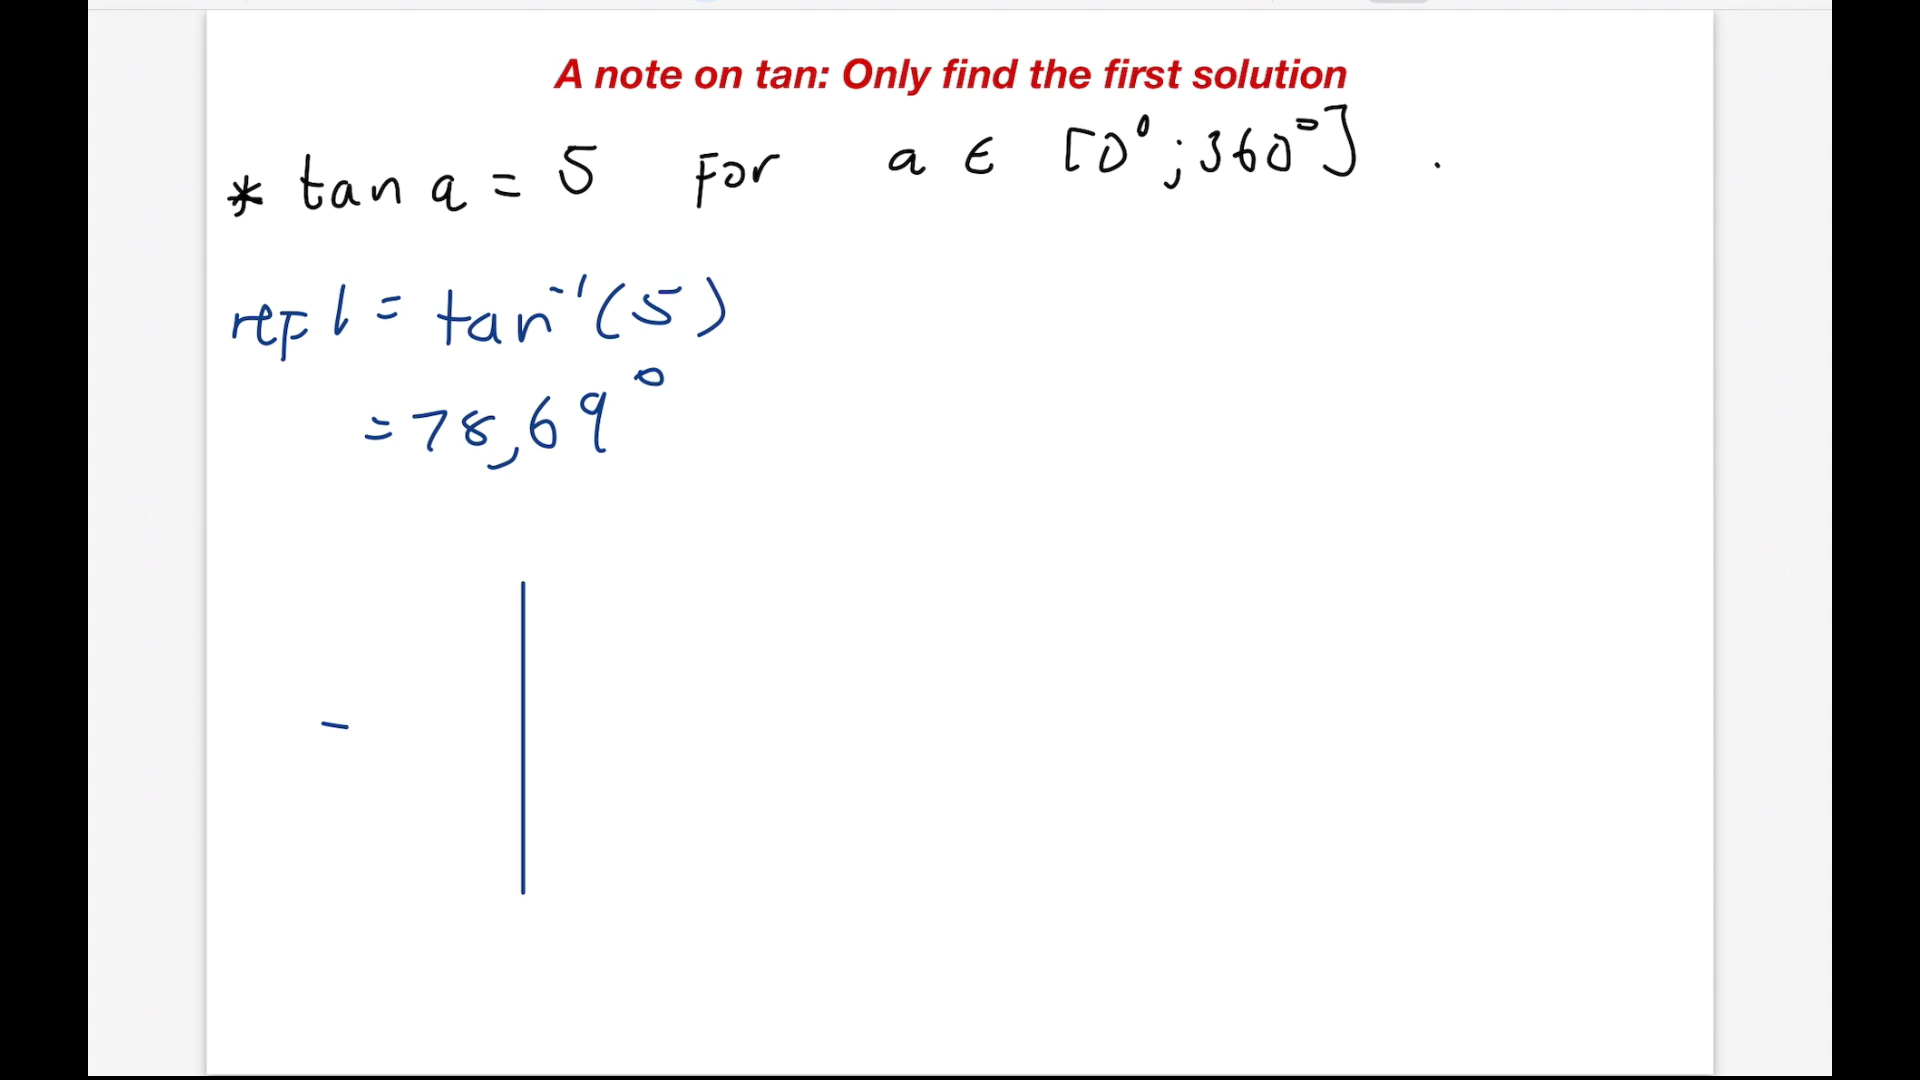 A note on tan: Only find the first solution
* tan a = 5 For a ∈ [0°;360°] .
ref L = tan⁻¹(5)
= 78,69°